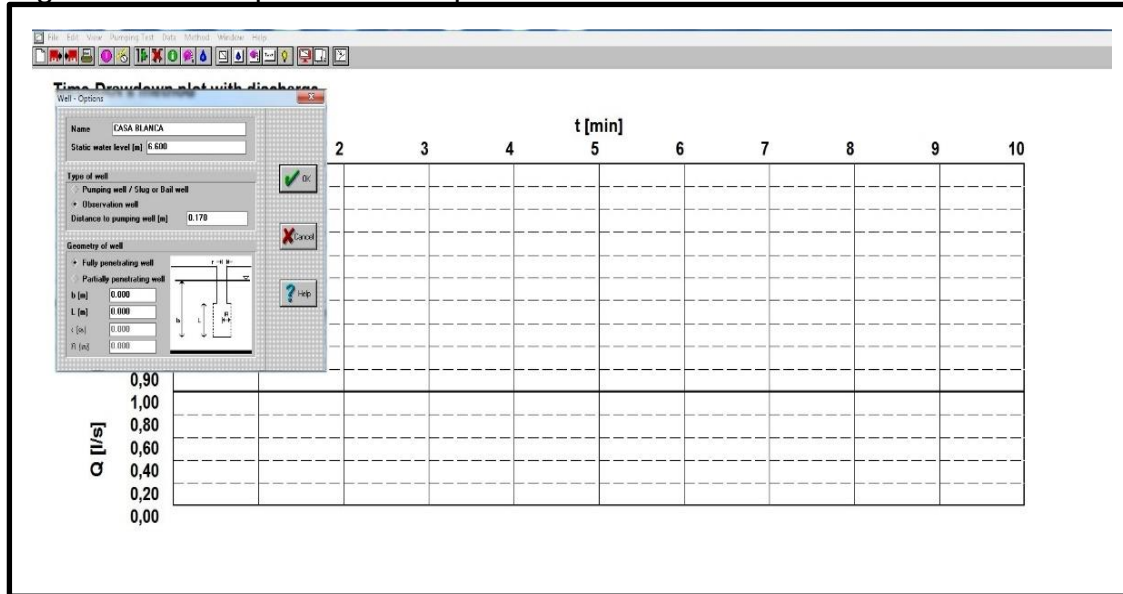 File Edit View Pumping Test Data Method Window Help
Time-Drawdown plot with discharge
Well - Options
Name CASA BLANCA
Static water level [m] 6.600
Type of well
Pumping well / Slug or Bail well
Observation well
Distance to pumping well [m] 0.170
Geometry of well
Fully penetrating well
Partially penetrating well
b [m] 0.000
L [m] 0.000
r [m] 0.000
R [m] 0.000
r
b L R
OK
Cancel
? Help
t [min]
2 3 4 5 6 7 8 9 10
0,90
1,00
Q [l/s]
0,80
0,60
0,40
0,20
0,00